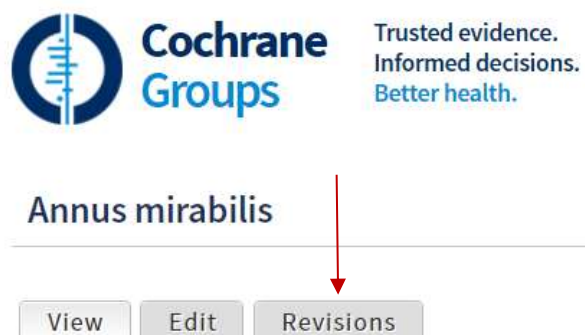 Cochrane
Groups
Trusted evidence.
Informed decisions.
Better health.
Annus mirabilis
View Edit Revisions